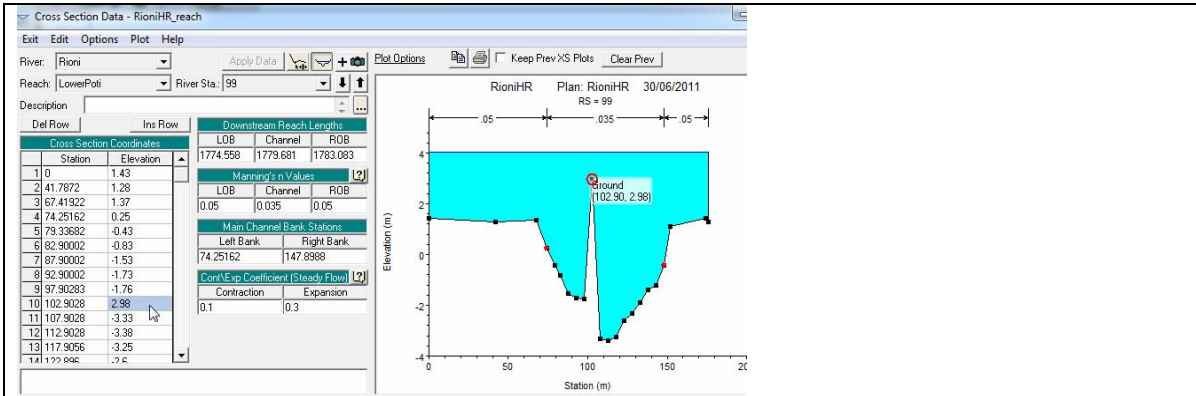 Cross Section Data - RioniHR_reach
Exit Edit Options Plot Help
River: Rioni Apply Data Plot Options Keep Prev XS Plots Clear Prev
Reach: LowerPoti River Sta.: 99
Description ...
Del Row Ins Row
Cross Section Coordinates
Station Elevation
1 0 1.43
2 41.7872 1.28
3 67.41922 1.37
4 74.25162 0.25
5 79.33682 -0.43
6 82.90002 -0.83
7 87.90002 -1.53
8 92.90002 -1.73
9 97.90283 -1.76
10 102.9028 2.98
11 107.9028 -3.33
12 112.9028 -3.38
13 117.9056 -3.25
14 122.896 -2.6
Downstream Reach Lengths
LOB Channel ROB
1774.558 1779.681 1783.083
Manning's n Values
LOB Channel ROB
0.05 0.035 0.05
Main Channel Bank Stations
Left Bank Right Bank
74.25162 147.8988
Cont\Exp Coefficient (Steady Flow)
Contraction Expansion
0.1 0.3
RioniHR Plan: RioniHR 30/06/2011
RS = 99
.05 .035 .05
Ground
(102.90, 2.98)
Elevation (m)
4
2
0
-2
-4
0 50 100 150
Station (m)